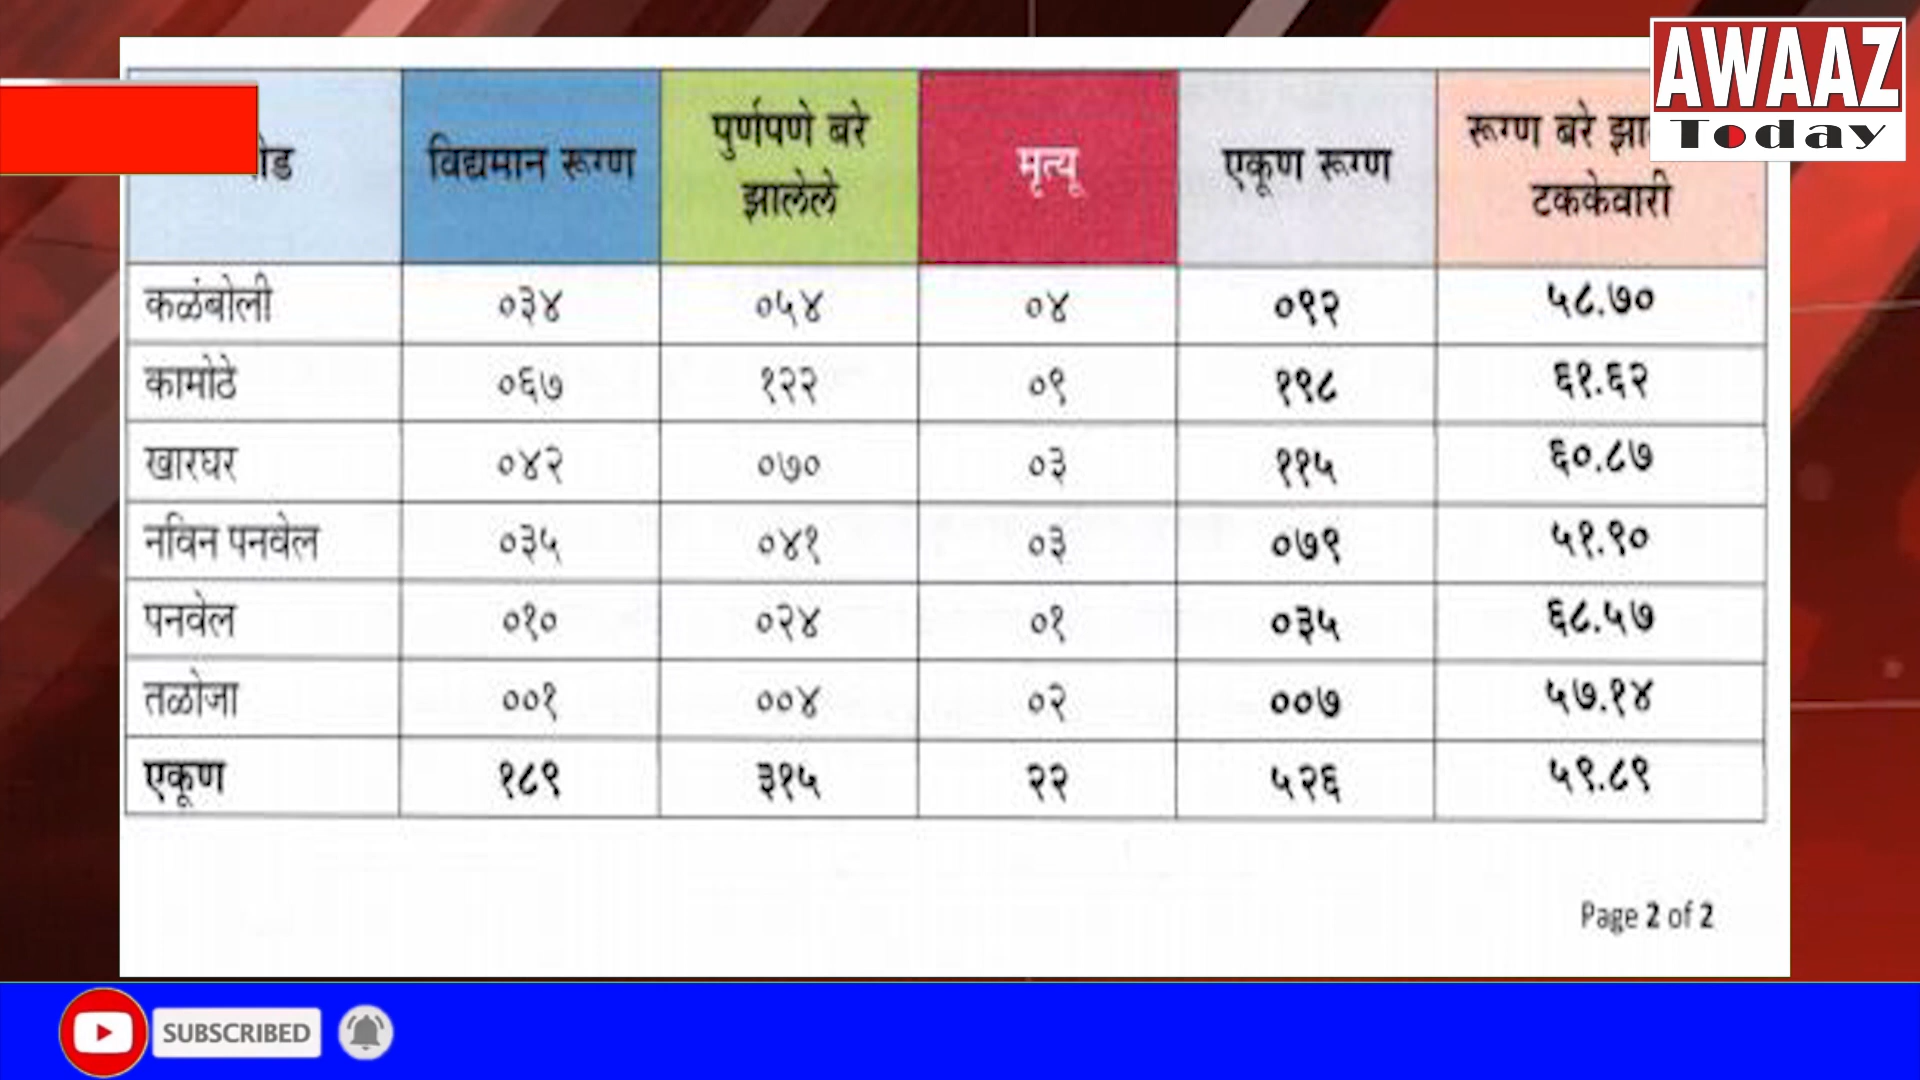 AWAAZ
Today
विद्यमान रूग्ण
पुर्णपणे बरे
झालेले
मृत्यू
एकूण रूग्ण
रूग्ण बरे
टक्केवारी
कळंबोली ०३४ ०५४ ०४ ०९२ ५८.७०
कामोठे ०६७ १२२ ०९ १९८ ६१.६२
खारघर ०४२ ०७० ०३ ११५ ६०.८७
नविन पनवेल ०३५ ०४१ ०३ ०७९ ५१.९०
पनवेल ०१० ०२४ ०१ ०३५ ६८.५७
तळोजा ००१ ००४ ०२ ००७ ५७.१४
एकूण १८९ ३१५ २२ ५२६ ५९.८९
Page 2 of 2
SUBSCRIBED